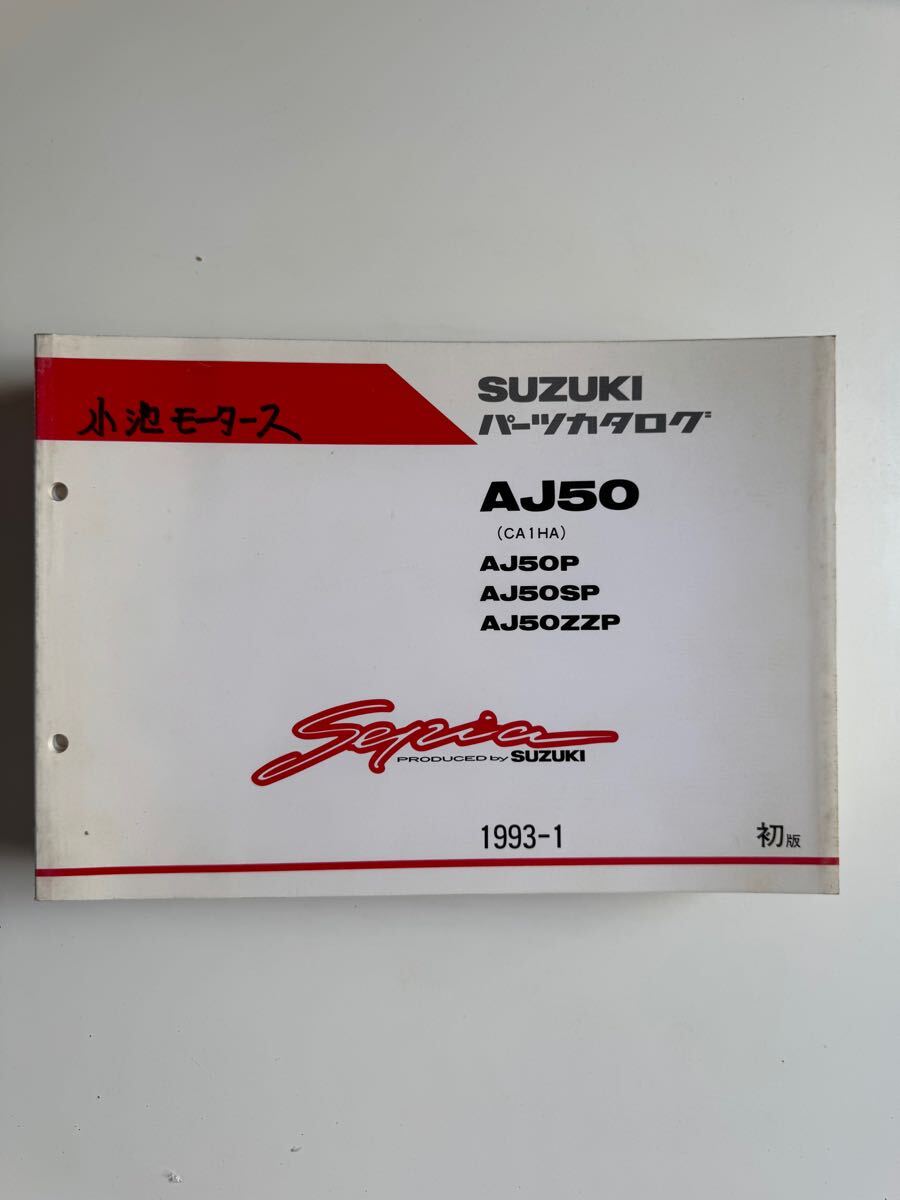 小池モータース
SUZUKI
パーツカタログ
AJ50
(CA1HA)
AJ50P
AJ50SP
AJ50ZZP
Sepia
PRODUCED by SUZUKI
1993-1
初版